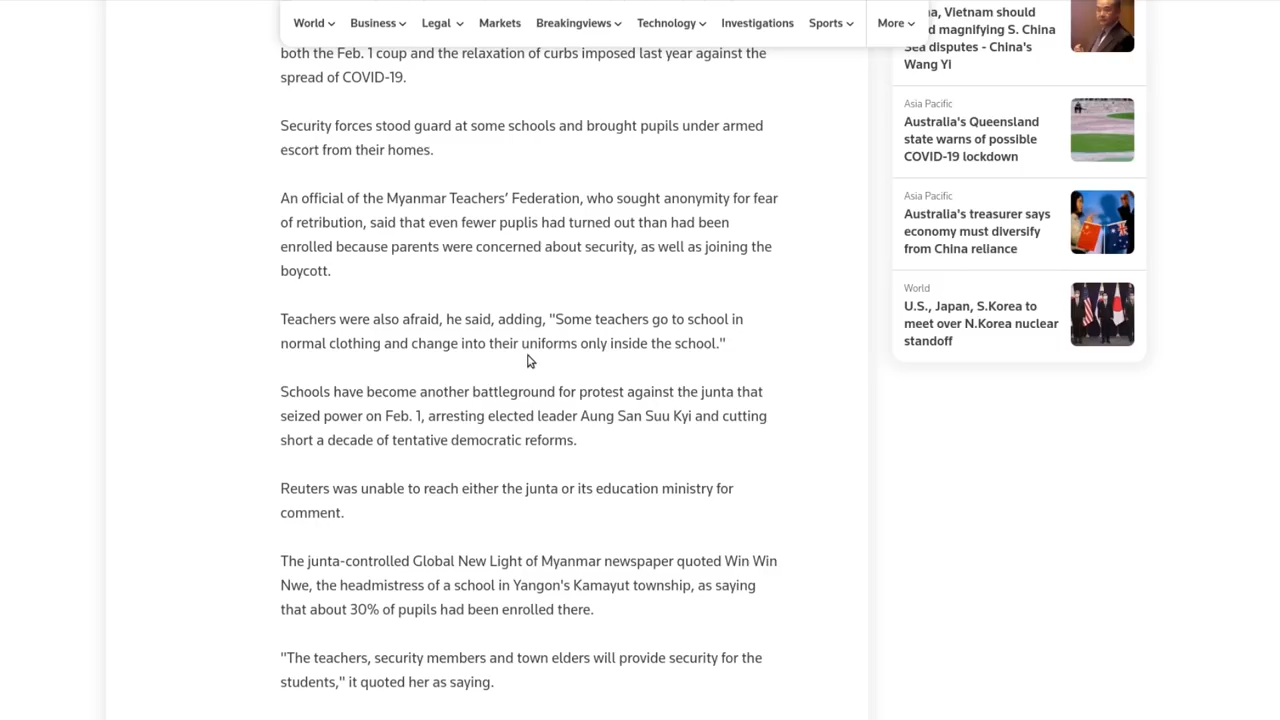 World
Business
Legal
Markets
Breakingviews
Technology
Investigations
Sports
More
both the Feb. 1 coup and the relaxation of curbs imposed last year against the
spread of COVID-19.
Security forces stood guard at some schools and brought pupils under armed
escort from their homes.
An official of the Myanmar Teachers’ Federation, who sought anonymity for fear
of retribution, said that even fewer puplis had turned out than had been
enrolled because parents were concerned about security, as well as joining the
boycott.
Teachers were also afraid, he said, adding, "Some teachers go to school in
normal clothing and change into their uniforms only inside the school."
Schools have become another battleground for protest against the junta that
seized power on Feb. 1, arresting elected leader Aung San Suu Kyi and cutting
short a decade of tentative democratic reforms.
Reuters was unable to reach either the junta or its education ministry for
comment.
The junta-controlled Global New Light of Myanmar newspaper quoted Win Win
Nwe, the headmistress of a school in Yangon's Kamayut township, as saying
that about 30% of pupils had been enrolled there.
"The teachers, security members and town elders will provide security for the
students," it quoted her as saying.
Vietnam should
magnifying S. China
Sea disputes - China's
Wang Yi
Asia Pacific
Australia's Queensland
state warns of possible
COVID-19 lockdown
Asia Pacific
Australia's treasurer says
economy must diversify
from China reliance
World
U.S., Japan, S.Korea to
meet over N.Korea nuclear
standoff